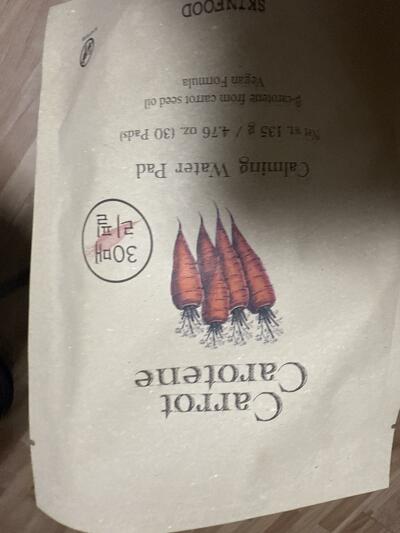 Carrot
Carotene
30매
리필
Calming Water Pad
Net wt. 135 g / 4.76 oz. (30 Pads)
β-carotene from carrot seed oil
Vegan Formula
SKINFOOD